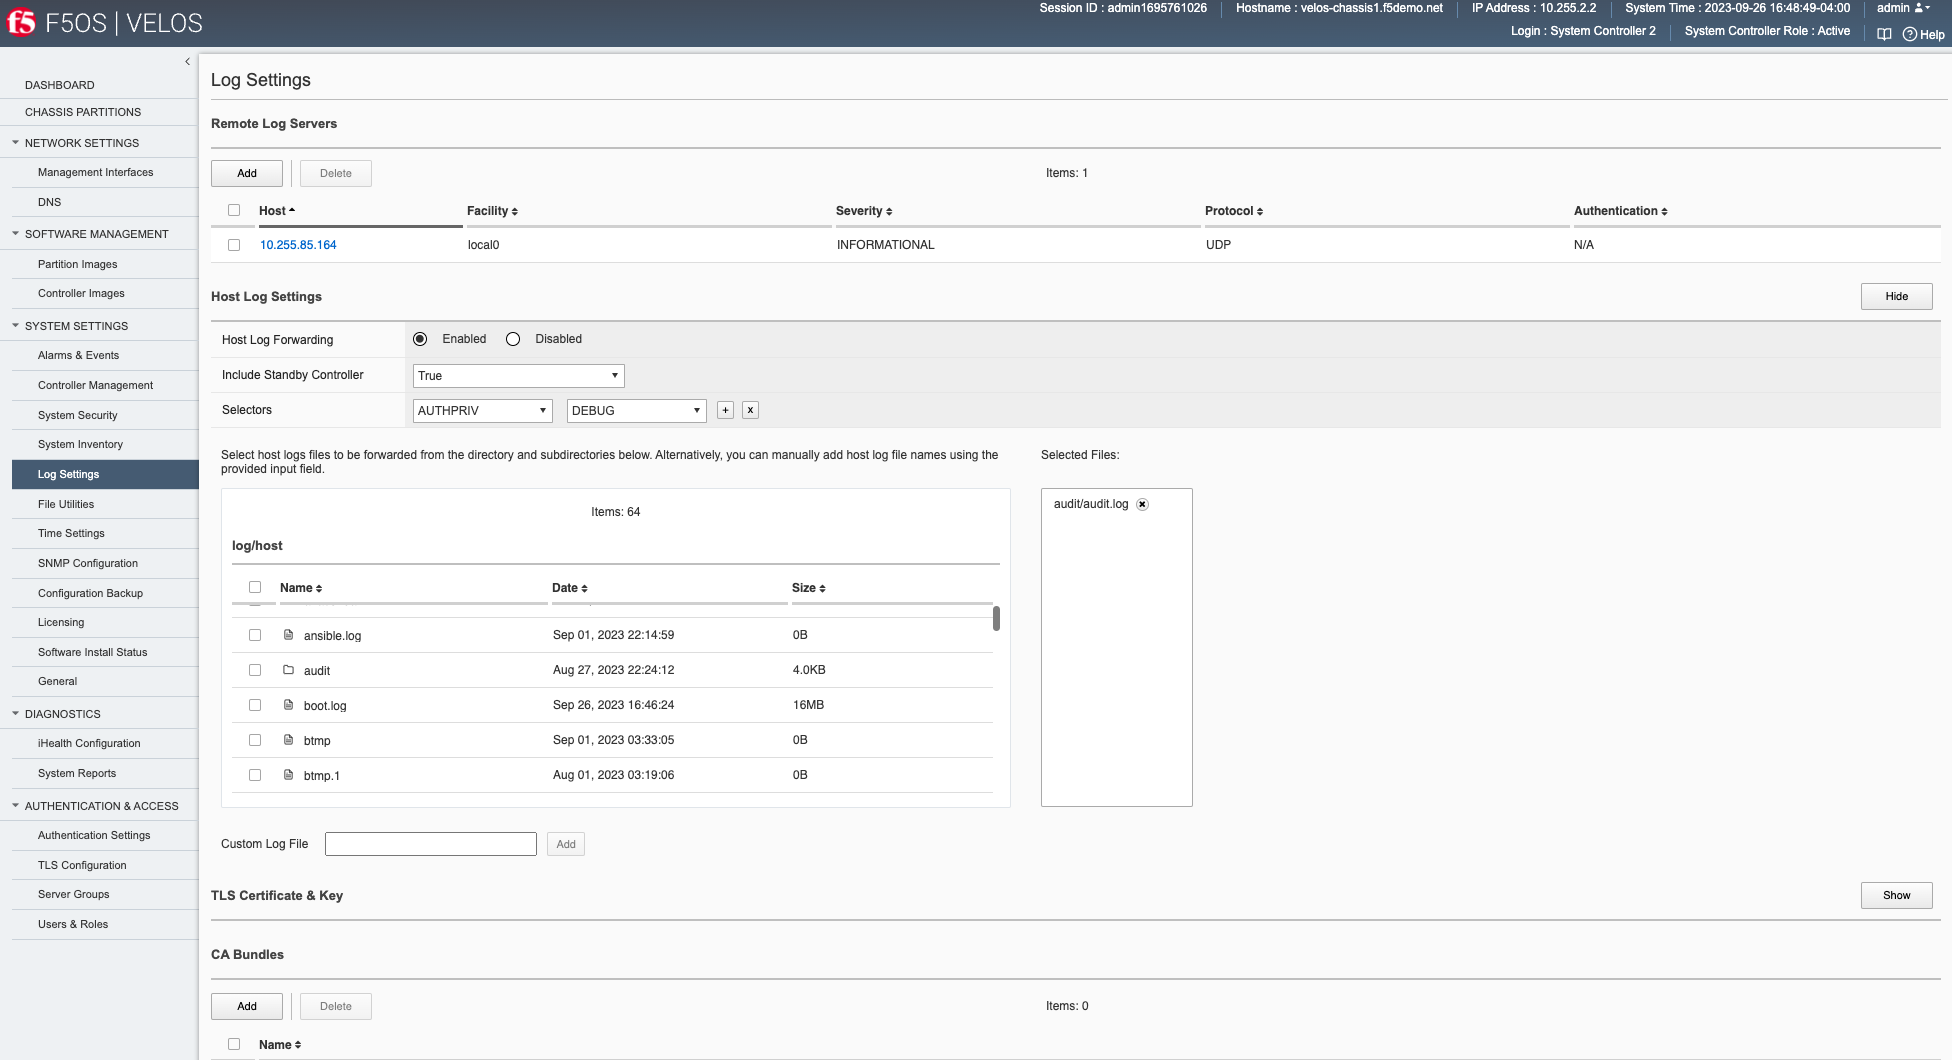 f5 F5OS | VELOS
Session ID : admin1695761026 Hostname : velos-chassis1.f5demo.net IP Address : 10.255.2.2 System Time : 2023-09-26 16:48:49-04:00 admin
Login : System Controller 2 System Controller Role : Active Help
DASHBOARD
CHASSIS PARTITIONS
NETWORK SETTINGS
Management Interfaces
DNS
SOFTWARE MANAGEMENT
Partition Images
Controller Images
SYSTEM SETTINGS
Alarms & Events
Controller Management
System Security
System Inventory
Log Settings
File Utilities
Time Settings
SNMP Configuration
Configuration Backup
Licensing
Software Install Status
General
DIAGNOSTICS
iHealth Configuration
System Reports
AUTHENTICATION & ACCESS
Authentication Settings
TLS Configuration
Server Groups
Users & Roles
Log Settings
Remote Log Servers
Add Delete Items: 1
Host Facility Severity Protocol Authentication
10.255.85.164 local0 INFORMATIONAL UDP N/A
Host Log Settings Hide
Host Log Forwarding Enabled Disabled
Include Standby Controller True
Selectors AUTHPRIV DEBUG + x
Select host logs files to be forwarded from the directory and subdirectories below. Alternatively, you can manually add host log file names using the
provided input field.
Selected Files:
audit/audit.log
Items: 64
log/host
Name Date Size
ansible.log Sep 01, 2023 22:14:59 0B
audit Aug 27, 2023 22:24:12 4.0KB
boot.log Sep 26, 2023 16:46:24 16MB
btmp Sep 01, 2023 03:33:05 0B
btmp.1 Aug 01, 2023 03:19:06 0B
Custom Log File Add
TLS Certificate & Key Show
CA Bundles
Add Delete Items: 0
Name